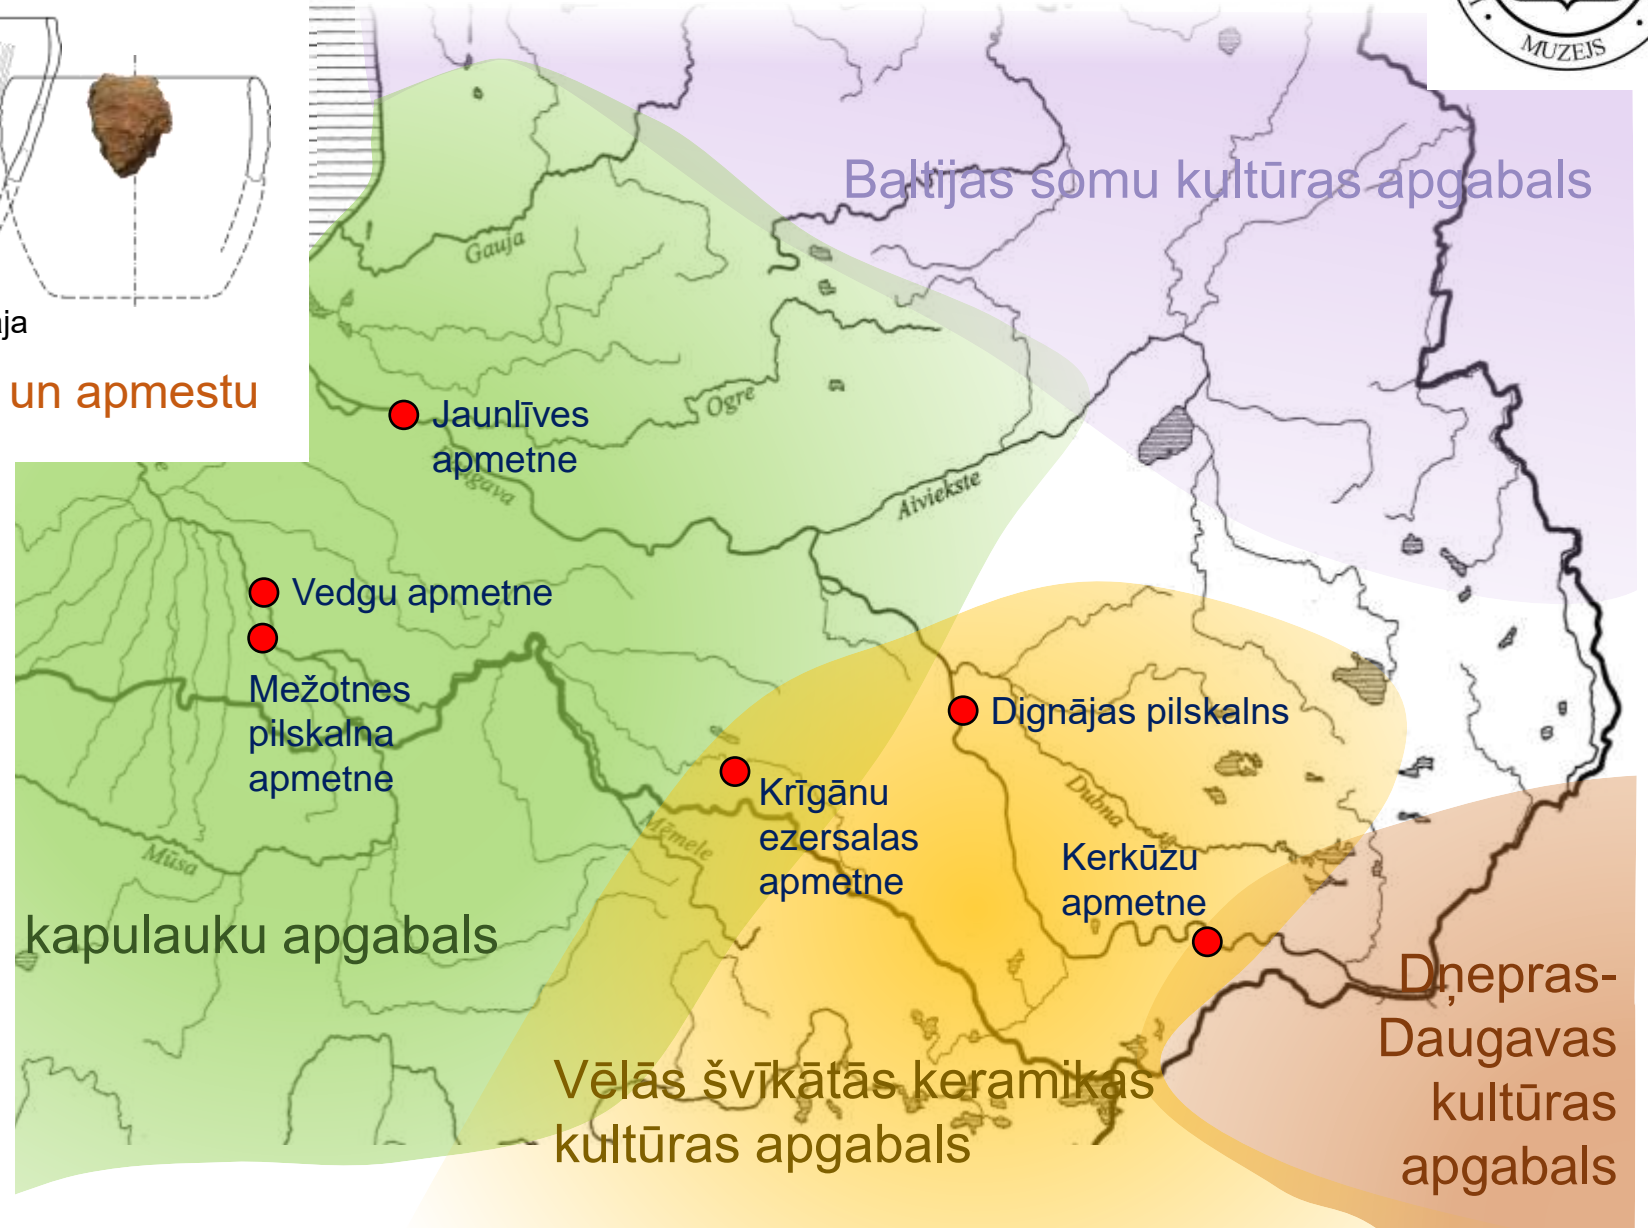 MUZEJS
Baltijas somu kultūras apgabals
Gauja
un apmestu
Ogre
Jaunlīves
apmetne
Aiviekste
Vedgu apmetne
Mežotnes
pilskalna
apmetne
Dignājas pilskalns
Krīgānu
ezersalas
apmetne
Dubna
Mēmele
Mūsa
Kerkūzu
apmetne
kapulauku apgabals
Dņepras-
Daugavas
kultūras
apgabals
Vēlās švīkātās keramikas
kultūras apgabals